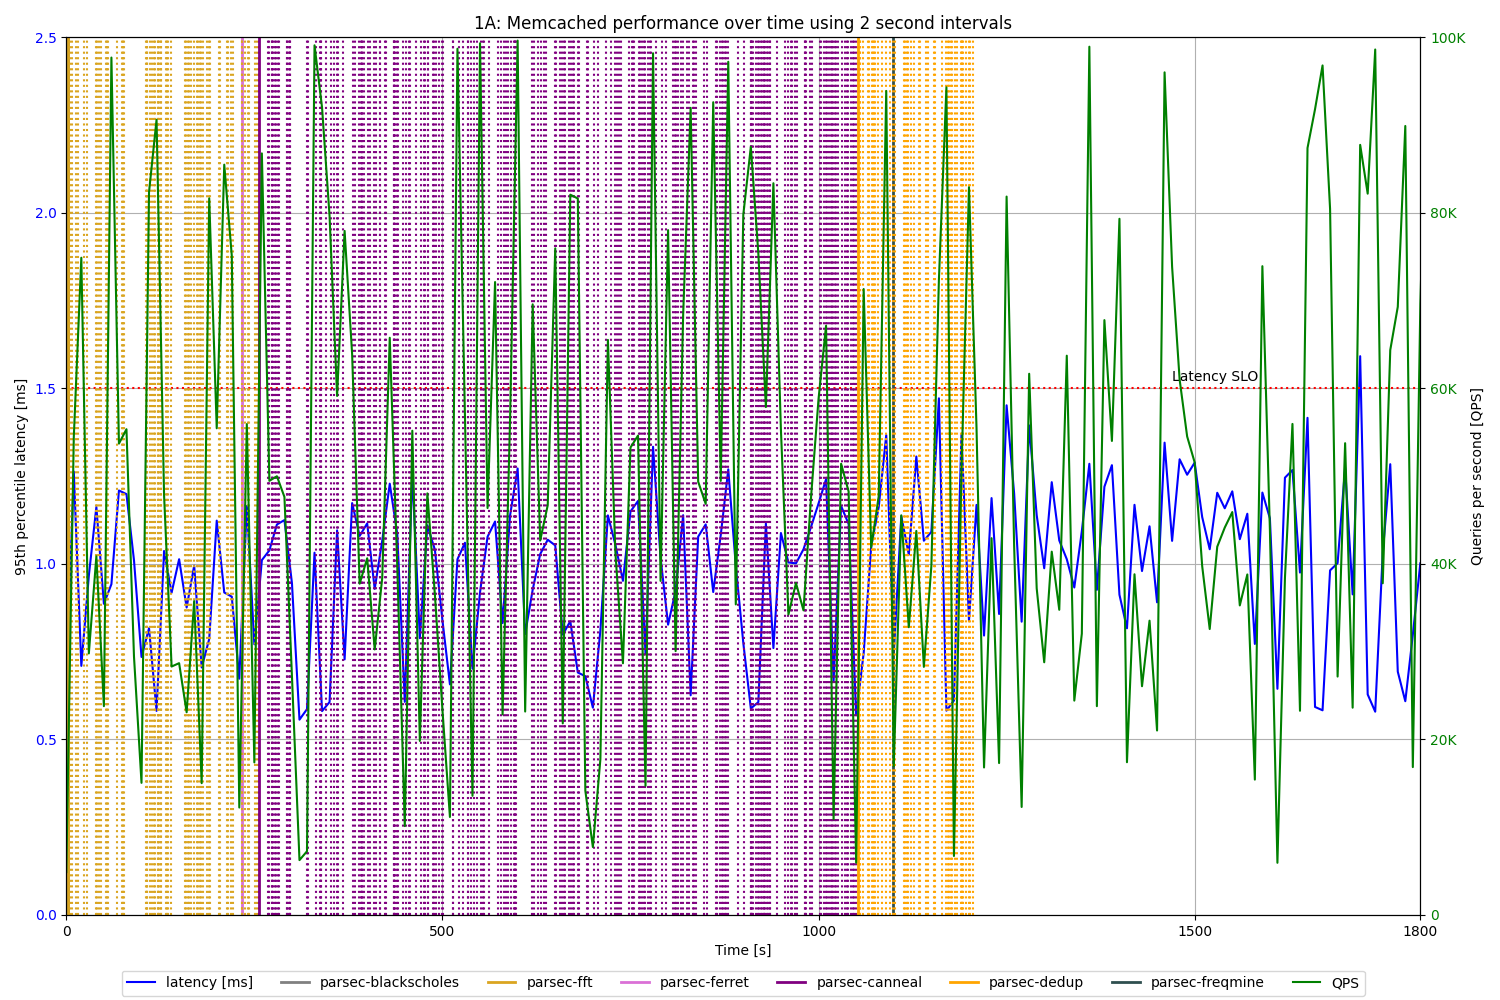 1A: Memcached performance over time using 2 second intervals
2.5
2.0
1.5
1.0
0.5
0.0
95th percentile latency [ms]
Latency SLO
100K
80K
60K
40K
20K
0
Queries per second [QPS]
0 500 1000 1500 1800
Time [s]
latency [ms] parsec-blackscholes parsec-fft parsec-ferret parsec-canneal parsec-dedup parsec-freqmine QPS